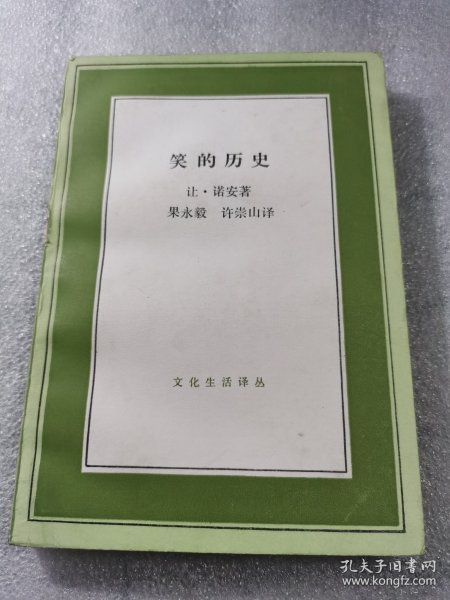 笑的历史
让·诺安著
果永毅 许崇山译
文化生活译丛
孔夫子旧书网
www.kongfz.com